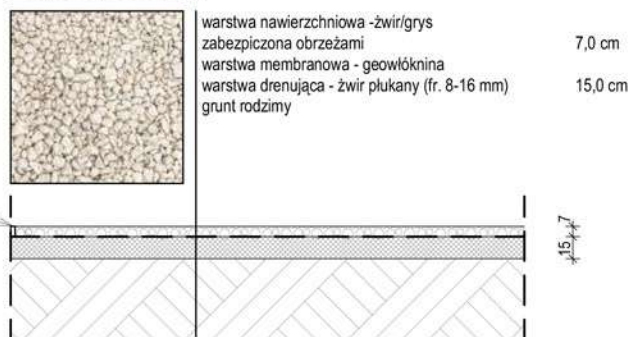 warstwa nawierzchniowa -żwir/grys
zabezpieczona obrzeżami 7,0 cm
warstwa membranowa - geowłóknina
warstwa drenująca - żwir płukany (fr. 8-16 mm) 15,0 cm
grunt rodzimy
7
15